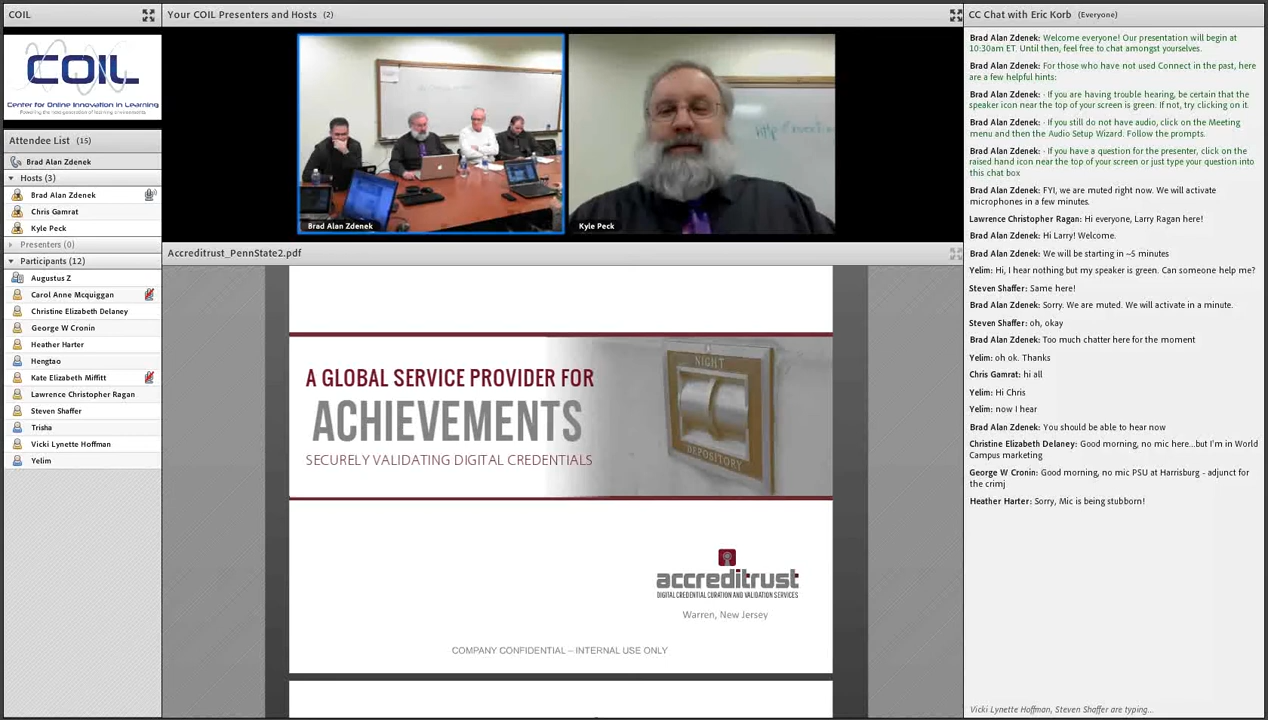 COIL
COIL
Center for Online Innovation in Learning
Powering the next generation of learning environments
Attendee List (15)
Brad Alan Zdenek
Hosts (3)
Brad Alan Zdenek
Chris Gamrat
Kyle Peck
Presenters (0)
Participants (12)
Augustus Z
Carol Anne Mcquiggan
Christine Elizabeth Delaney
George W Cronin
Heather Harter
Hengtao
Kate Elizabeth Miffitt
Lawrence Christopher Ragan
Steven Shaffer
Trisha
Vicki Lynette Hoffman
Yelim
Your COIL Presenters and Hosts (2)
Brad Alan Zdenek
Kyle Peck
Accreditrust_PennState2.pdf
A GLOBAL SERVICE PROVIDER FOR
ACHIEVEMENTS
SECURELY VALIDATING DIGITAL CREDENTIALS
NIGHT
DEPOSITORY
accreditrust
DIGITAL CREDENTIAL CURATION AND VALIDATION SERVICES
Warren, New Jersey
COMPANY CONFIDENTIAL – INTERNAL USE ONLY
CC Chat with Eric Korb (Everyone)
Brad Alan Zdenek: Welcome everyone! Our presentation will begin at
10:30am ET. Until then, feel free to chat amongst yourselves.
Brad Alan Zdenek: For those who have not used Connect in the past, here
are a few helpful hints:
Brad Alan Zdenek: · If you are having trouble hearing, be certain that the
speaker icon near the top of your screen is green. If not, try clicking on it.
Brad Alan Zdenek: · If you still do not have audio, click on the Meeting
menu and then the Audio Setup Wizard. Follow the prompts.
Brad Alan Zdenek: · If you have a question for the presenter, click on the
raised hand icon near the top of your screen or just type your question into
this chat box
Brad Alan Zdenek: FYI, we are muted right now. We will activate
microphones in a few minutes.
Lawrence Christopher Ragan: Hi everyone, Larry Ragan here!
Brad Alan Zdenek: Hi Larry! Welcome.
Brad Alan Zdenek: We will be starting in ~5 minutes
Yelim: Hi, I hear nothing but my speaker is green. Can someone help me?
Steven Shaffer: Same here!
Brad Alan Zdenek: Sorry. We are muted. We will activate in a minute.
Steven Shaffer: oh, okay
Brad Alan Zdenek: Too much chatter here for the moment
Yelim: oh ok. Thanks
Chris Gamrat: hi all
Yelim: Hi Chris
Yelim: now I hear
Brad Alan Zdenek: You should be able to hear now
Christine Elizabeth Delaney: Good morning, no mic here...but I'm in World
Campus marketing
George W Cronin: Good morning, no mic PSU at Harrisburg - adjunct for
the crimj
Heather Harter: Sorry, Mic is being stubborn!
Vicki Lynette Hoffman, Steven Shaffer are typing...